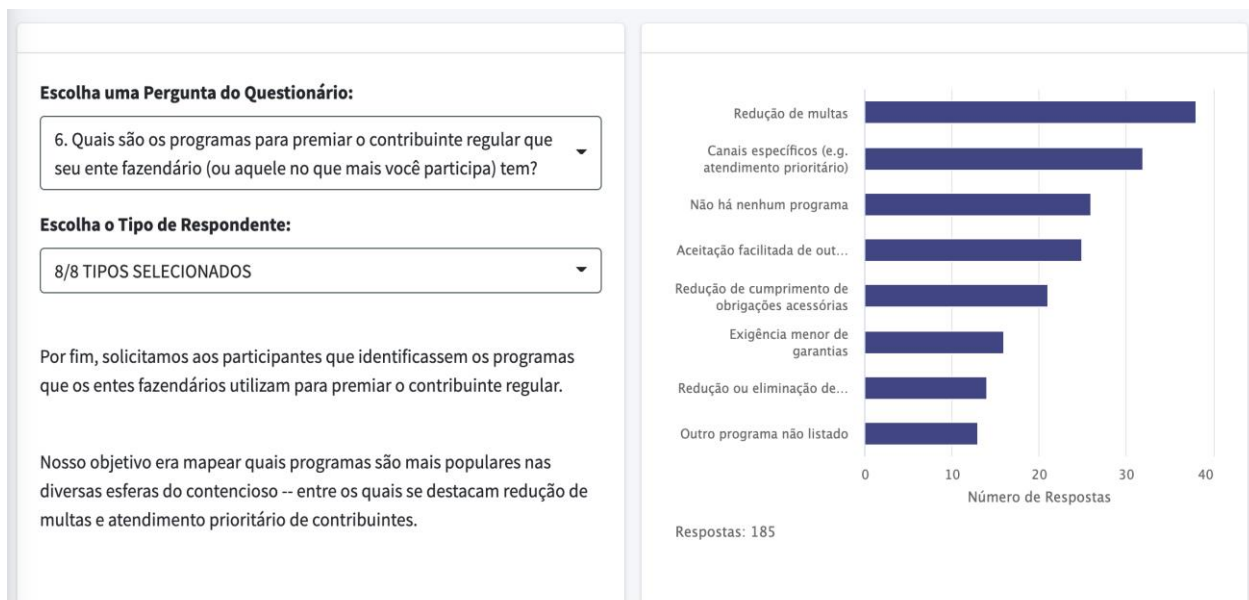 Escolha uma Pergunta do Questionário:
6. Quais são os programas para premiar o contribuinte regular que
seu ente fazendário (ou aquele no que mais você participa) tem?
Escolha o Tipo de Respondente:
8/8 TIPOS SELECIONADOS
Por fim, solicitamos aos participantes que identificassem os programas
que os entes fazendários utilizam para premiar o contribuinte regular.
Nosso objetivo era mapear quais programas são mais populares nas
diversas esferas do contencioso -- entre os quais se destacam redução de
multas e atendimento prioritário de contribuintes.
Redução de multas
Canais específicos (e.g.
atendimento prioritário)
Não há nenhum programa
Aceitação facilitada de out...
Redução de cumprimento de
obrigações acessórias
Exigência menor de
garantias
Redução ou eliminação de...
Outro programa não listado
0 10 20 30 40
Número de Respostas
Respostas: 185